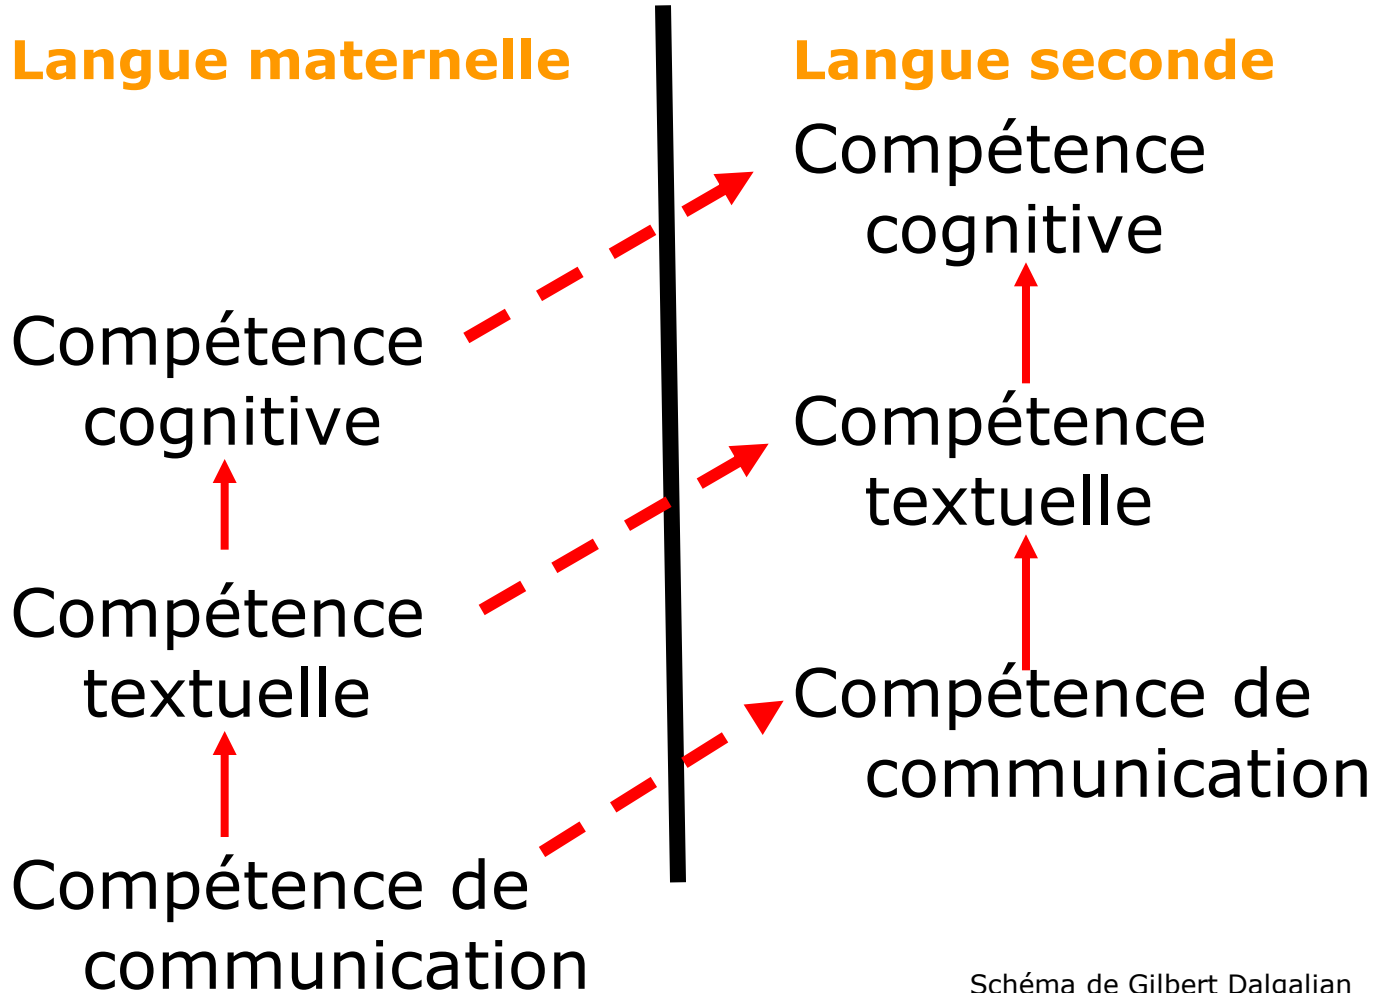 Langue maternelle
Compétence
cognitive
Compétence
textuelle
Compétence de
communication
Langue seconde
Compétence
cognitive
Compétence
textuelle
Compétence de
communication
Schéma de Gilbert Dalgalian